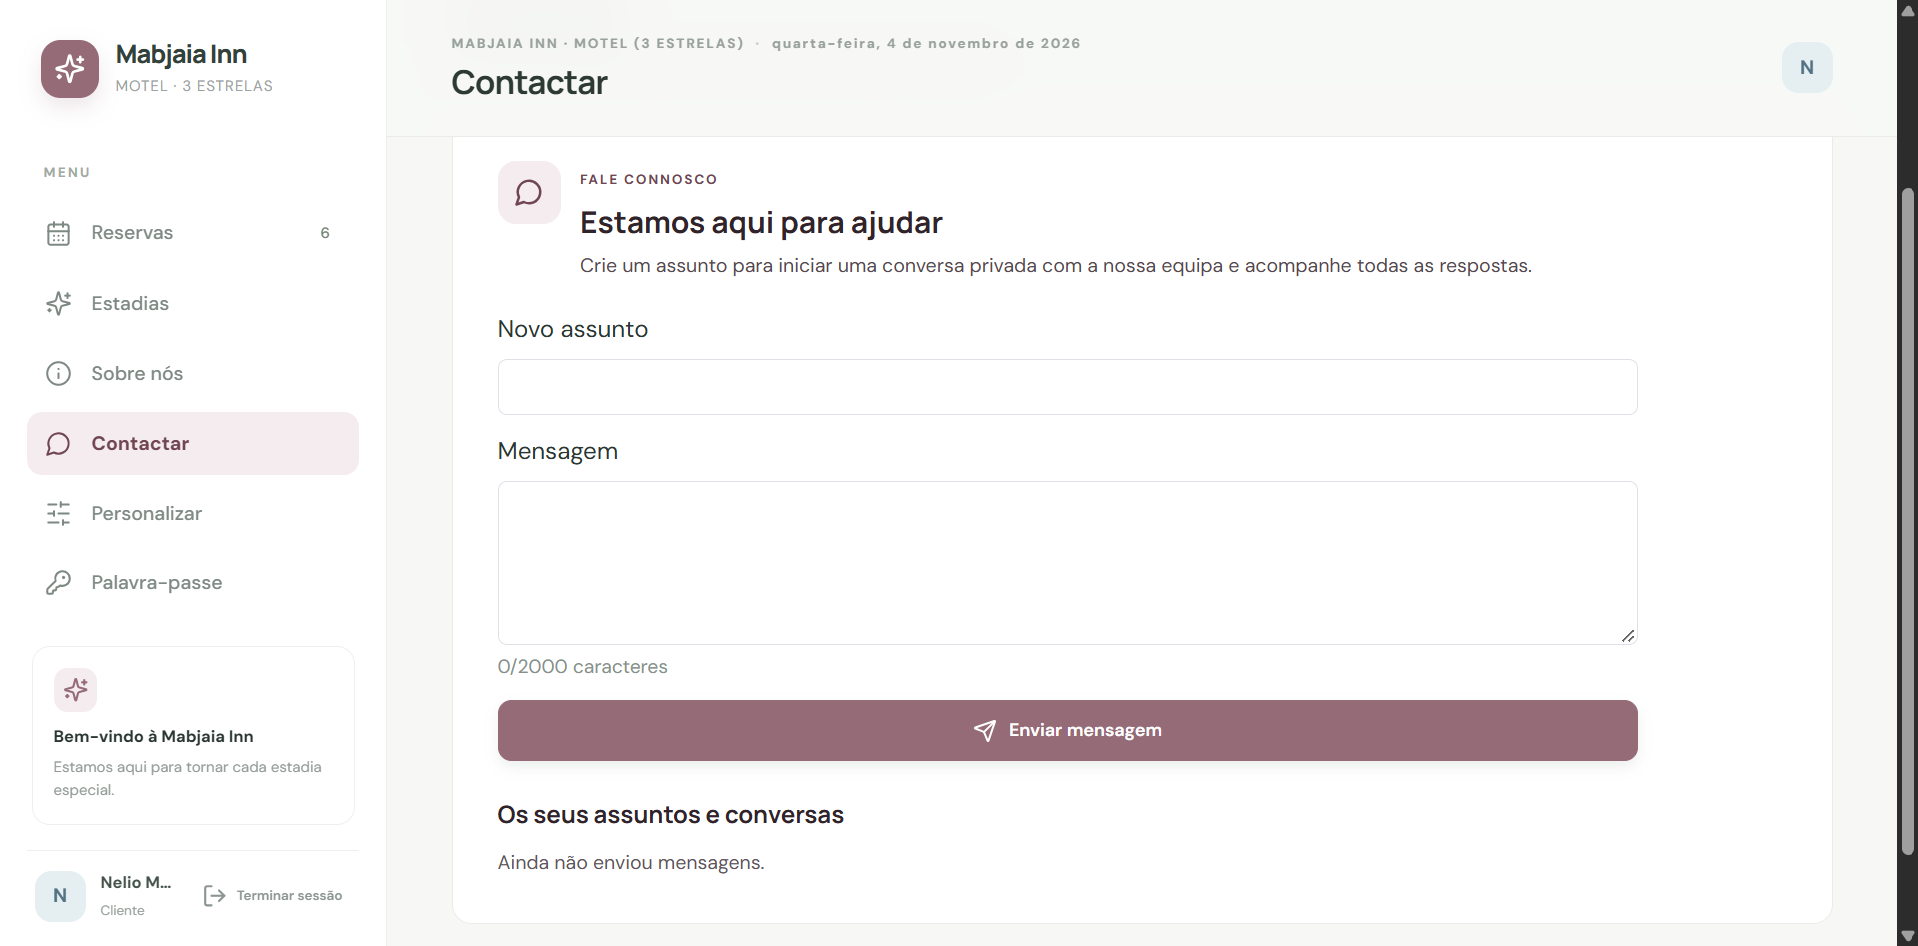 Mabjaia Inn
MOTEL · 3 ESTRELAS
MENU
Reservas 6
Estadias
Sobre nós
Contactar
Personalizar
Palavra-passe
Bem-vindo à Mabjaia Inn
Estamos aqui para tornar cada estadia
especial.
N
Nelio M...
Cliente
Terminar sessão
MABJAIA INN · MOTEL (3 ESTRELAS) · quarta-feira, 4 de novembro de 2026
Contactar
N
FALE CONNOSCO
Estamos aqui para ajudar
Crie um assunto para iniciar uma conversa privada com a nossa equipa e acompanhe todas as respostas.
Novo assunto
Mensagem
0/2000 caracteres
Enviar mensagem
Os seus assuntos e conversas
Ainda não enviou mensagens.